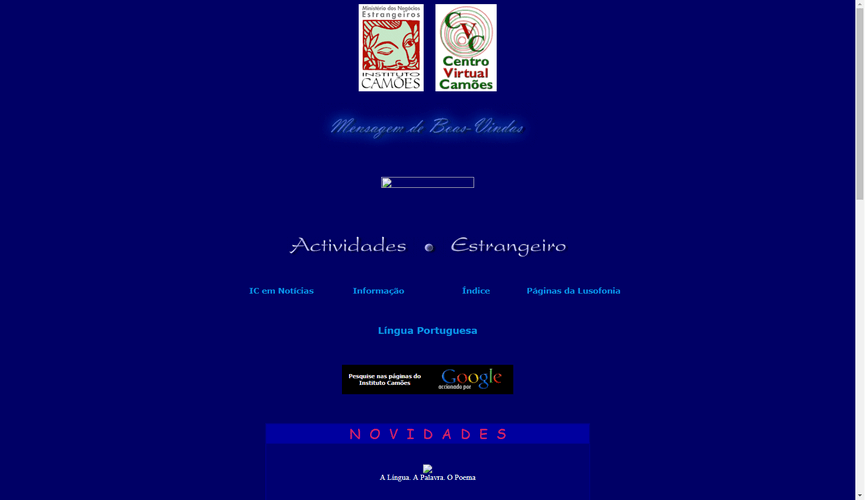 Ministério dos Negócios
Estrangeiros
INSTITUTO
CAMÕES
CVC
Centro
Virtual
Camões
Mensagem de Boas-Vindas
Actividades Estrangeiro
IC em Notícias Informação Índice Páginas da Lusofonia
Língua Portuguesa
Pesquise nas páginas do
Instituto Camões
Google
accionado por
N O V I D A D E S
A Língua. A Palavra. O Poema